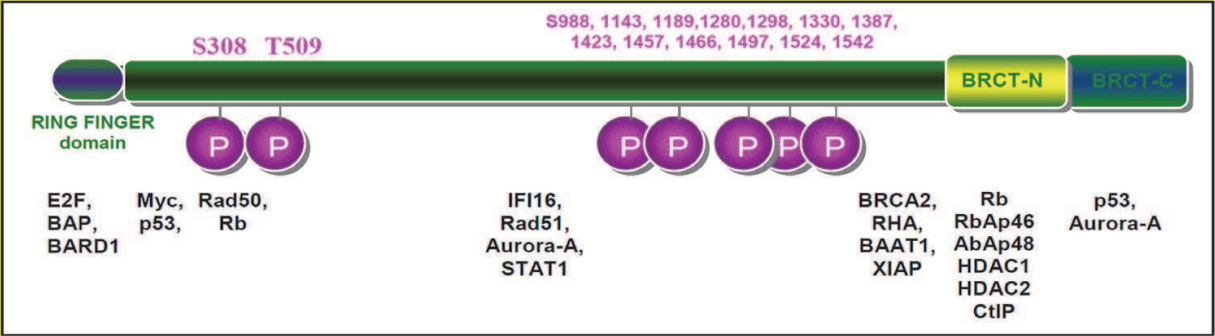 S988, 1143, 1189,1280,1298, 1330, 1387,
1423, 1457, 1466, 1497, 1524, 1542
S308 T509
BRCT-N
BRCT-C
RING FINGER
domain
P
P
P
P
P
P
P
E2F,
BAP,
BARD1
Myc,
p53,
Rad50,
Rb
IFI16,
Rad51,
Aurora-A,
STAT1
BRCA2,
RHA,
BAAT1,
XIAP
Rb
RbAp46
AbAp48
HDAC1
HDAC2
CtIP
p53,
Aurora-A